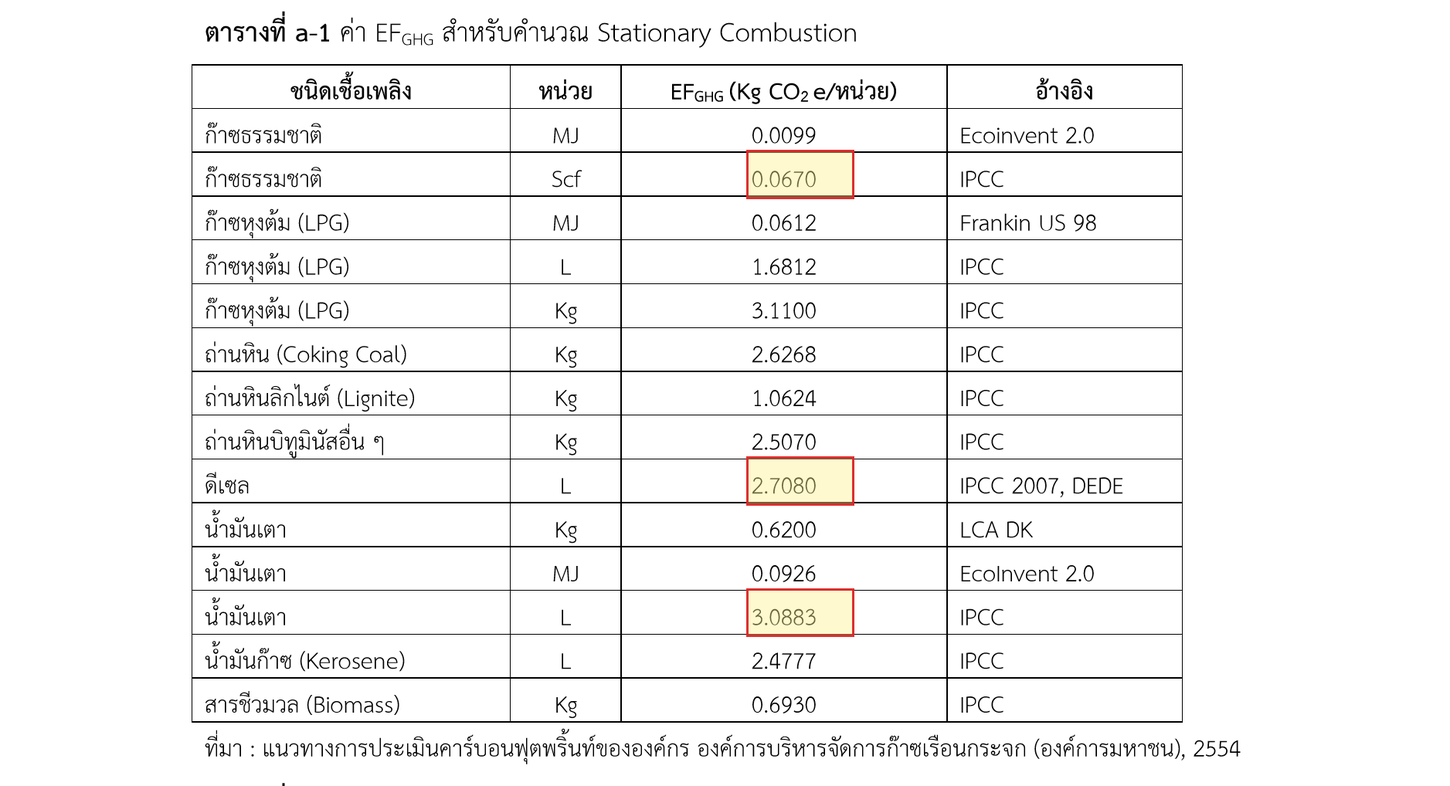 ตารางที่ a-1 ค่า EFGHG สำหรับคำนวณ Stationary Combustion
ชนิดเชื้อเพลิง หน่วย EFGHG (Kg CO2 e/หน่วย) อ้างอิง
ก๊าซธรรมชาติ MJ 0.0099 Ecoinvent 2.0
ก๊าซธรรมชาติ Scf 0.0670 IPCC
ก๊าซหุงต้ม (LPG) MJ 0.0612 Frankin US 98
ก๊าซหุงต้ม (LPG) L 1.6812 IPCC
ก๊าซหุงต้ม (LPG) Kg 3.1100 IPCC
ถ่านหิน (Coking Coal) Kg 2.6268 IPCC
ถ่านหินลิกไนต์ (Lignite) Kg 1.0624 IPCC
ถ่านหินบิทูมินัสอื่น ๆ Kg 2.5070 IPCC
ดีเซล L 2.7080 IPCC 2007, DEDE
น้ำมันเตา Kg 0.6200 LCA DK
น้ำมันเตา MJ 0.0926 EcoInvent 2.0
น้ำมันเตา L 3.0883 IPCC
น้ำมันก๊าซ (Kerosene) L 2.4777 IPCC
สารชีวมวล (Biomass) Kg 0.6930 IPCC
ที่มา : แนวทางการประเมินคาร์บอนฟุตพริ้นท์ขององค์กร องค์การบริหารจัดการก๊าซเรือนกระจก (องค์การมหาชน), 2554